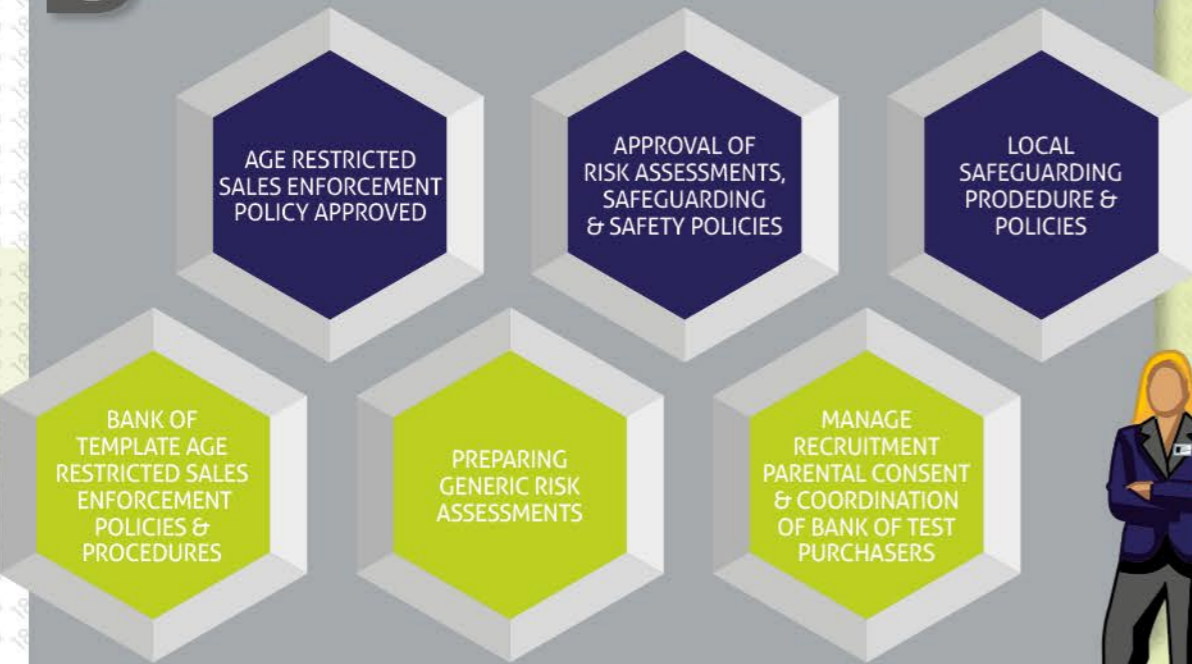 AGE RESTRICTED
SALES ENFORCEMENT
POLICY APPROVED
APPROVAL OF
RISK ASSESSMENTS,
SAFEGUARDING
& SAFETY POLICIES
LOCAL
SAFEGUARDING
PRODEDURE &
POLICIES
BANK OF
TEMPLATE AGE
RESTRICTED SALES
ENFORCEMENT
POLICIES &
PROCEDURES
PREPARING
GENERIC RISK
ASSESSMENTS
MANAGE
RECRUITMENT
PARENTAL CONSENT
& COORDINATION
OF BANK OF TEST
PURCHASERS